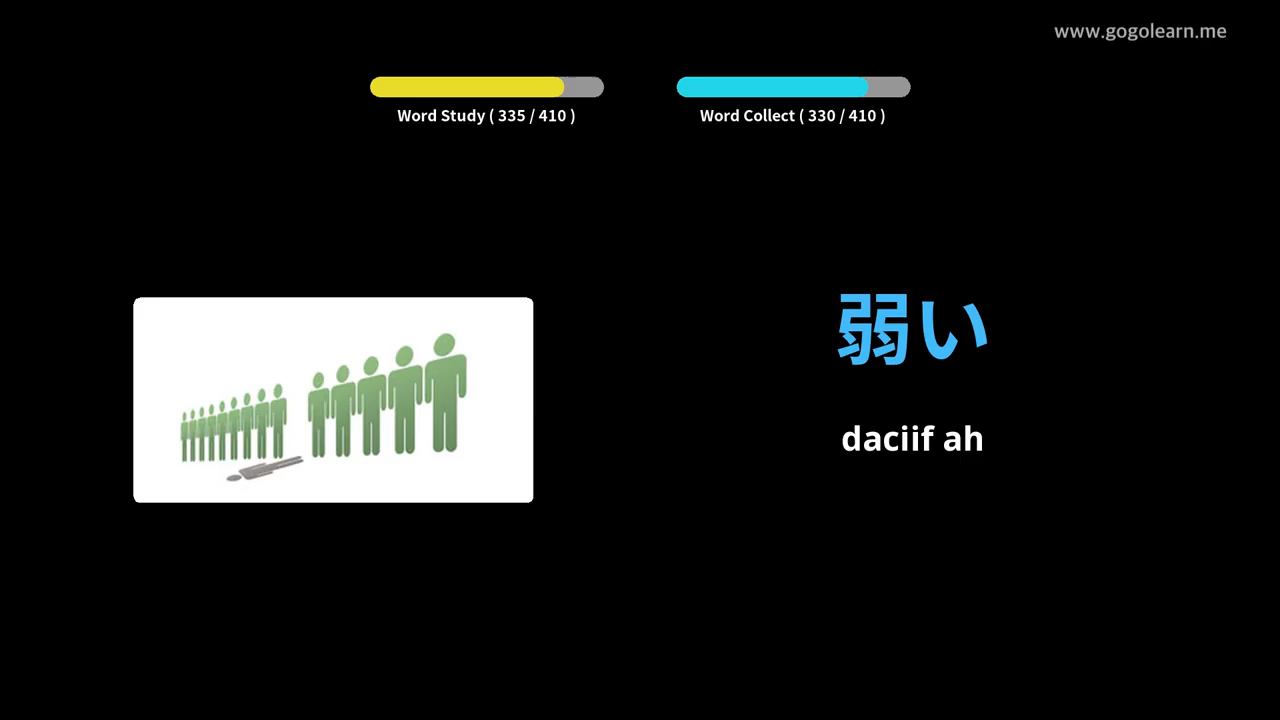 www.gogolearn.me
Word Study ( 335 / 410 )
Word Collect ( 330 / 410 )
弱い
daciif ah